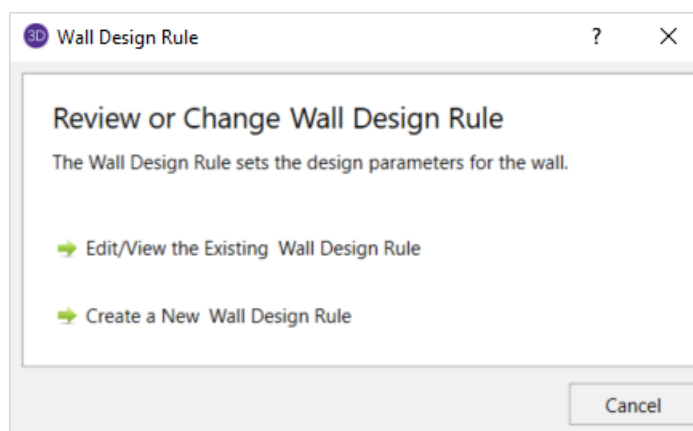 3D Wall Design Rule ?
Review or Change Wall Design Rule
The Wall Design Rule sets the design parameters for the wall.
Edit/View the Existing Wall Design Rule
Create a New Wall Design Rule
Cancel